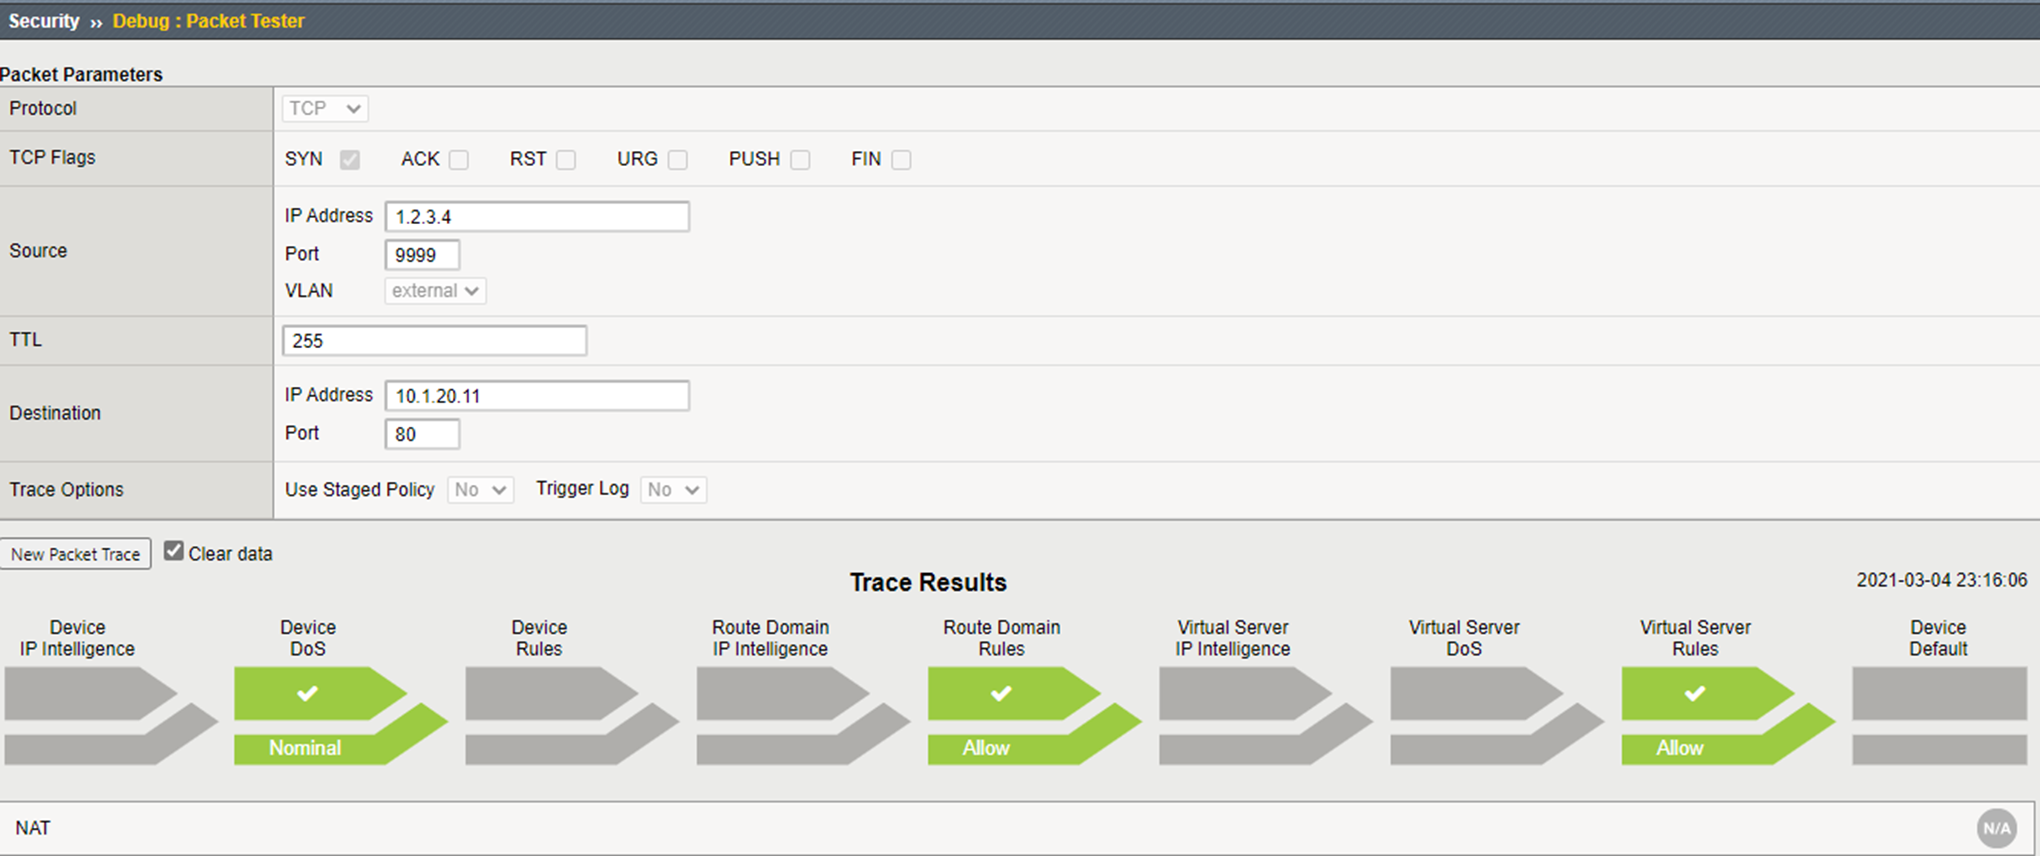 Security ›› Debug : Packet Tester
Packet Parameters
Protocol TCP
TCP Flags SYN ACK RST URG PUSH FIN
Source
IP Address 1.2.3.4
Port 9999
VLAN external
TTL 255
Destination
IP Address 10.1.20.11
Port 80
Trace Options Use Staged Policy No Trigger Log No
New Packet Trace Clear data
Trace Results
2021-03-04 23:16:06
Device
IP Intelligence
Device
DoS
Nominal
Device
Rules
Route Domain
IP Intelligence
Route Domain
Rules
Allow
Virtual Server
IP Intelligence
Virtual Server
DoS
Virtual Server
Rules
Allow
Device
Default
NAT N/A